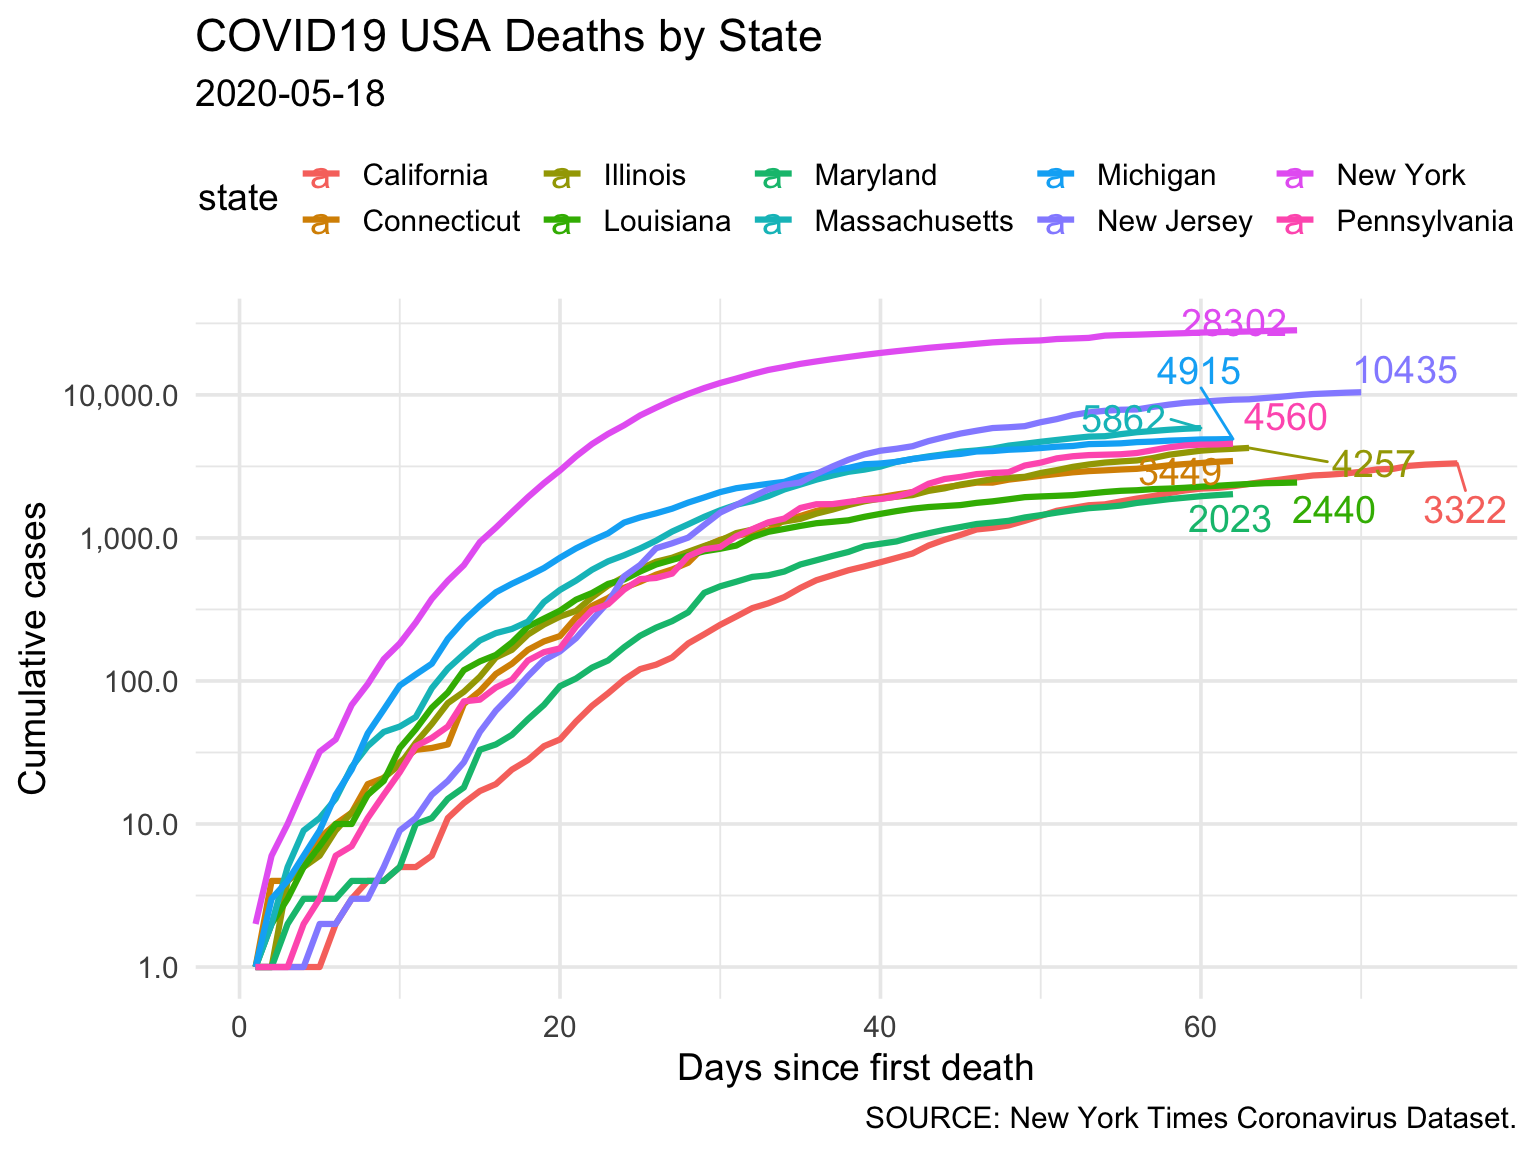 COVID19 USA Deaths by State
2020-05-18
state
a California a Illinois a Maryland a Michigan a New York
a Connecticut a Louisiana a Massachusetts a New Jersey a Pennsylvania
28302
4915
10435
5862
4560
3449
4257
2023
2440
3322
Cumulative cases
10,000.0
1,000.0
100.0
10.0
1.0
0 20 40 60
Days since first death
SOURCE: New York Times Coronavirus Dataset.